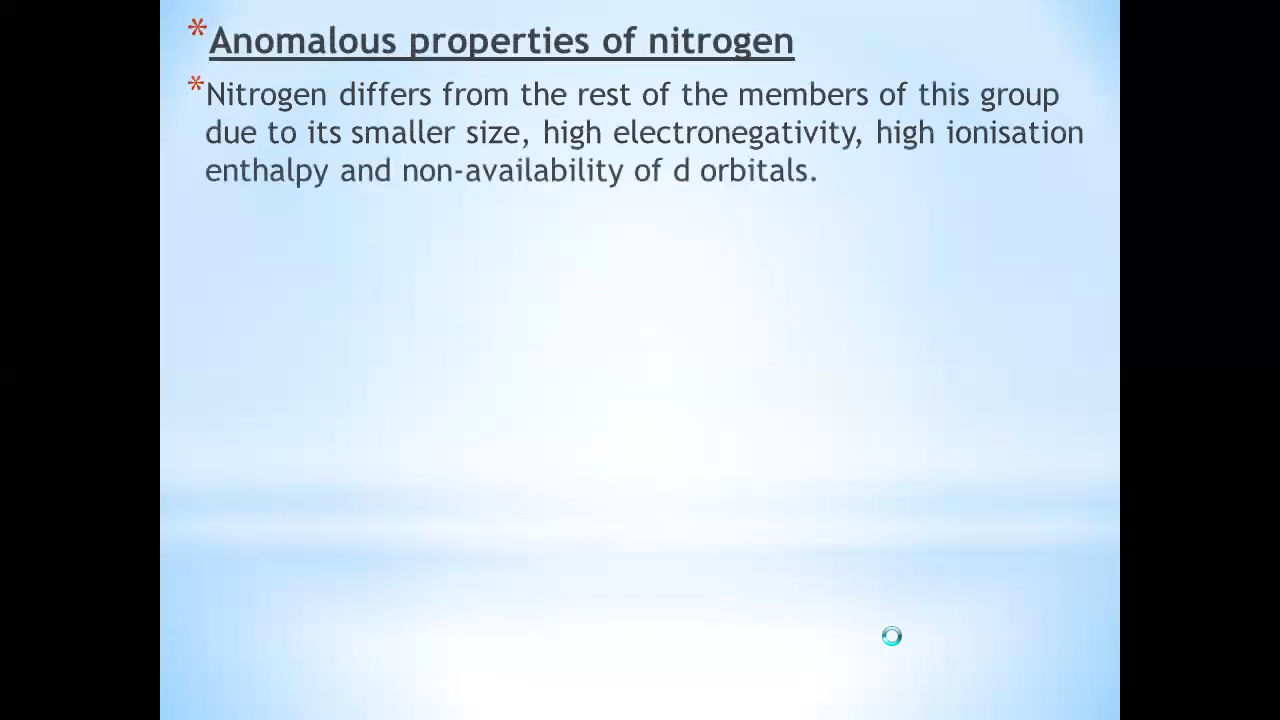 *Anomalous properties of nitrogen
*Nitrogen differs from the rest of the members of this group
due to its smaller size, high electronegativity, high ionisation
enthalpy and non-availability of d orbitals.